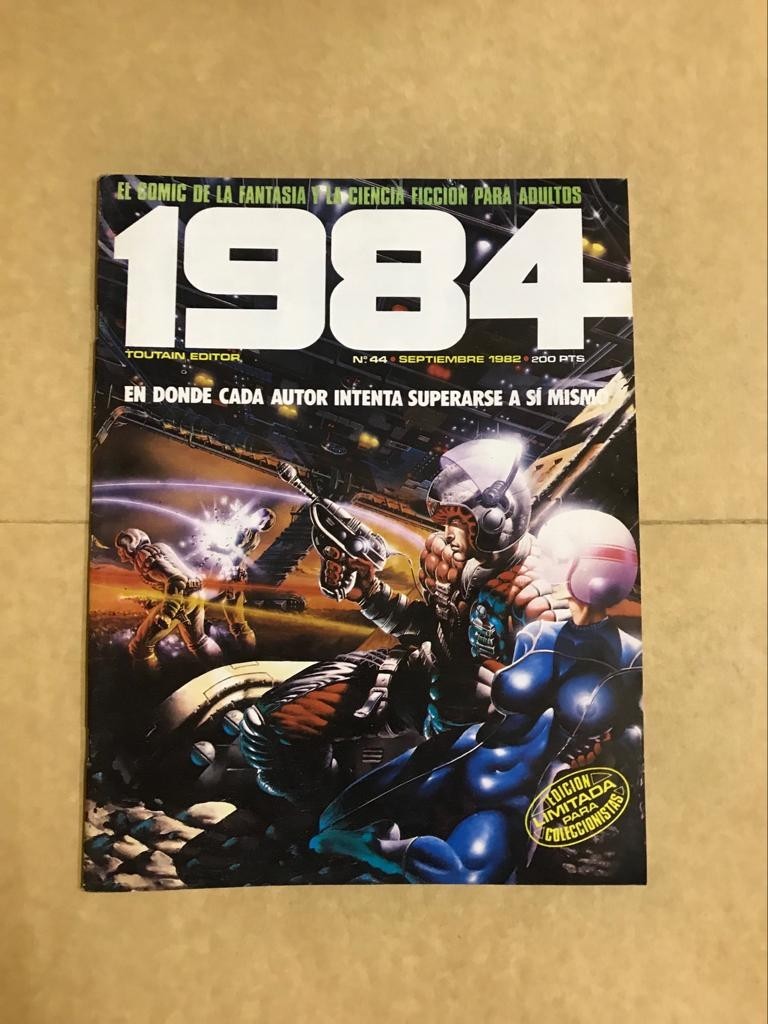 EL COMIC DE LA FANTASIA Y LA CIENCIA FICCION PARA ADULTOS
1984
TOUTAIN EDITOR
Nº 44 • SEPTIEMBRE 1982 • 200 PTS
EN DONDE CADA AUTOR INTENTA SUPERARSE A SÍ MISMO
EDICION
LIMITADA
PARA
COLECCIONISTAS